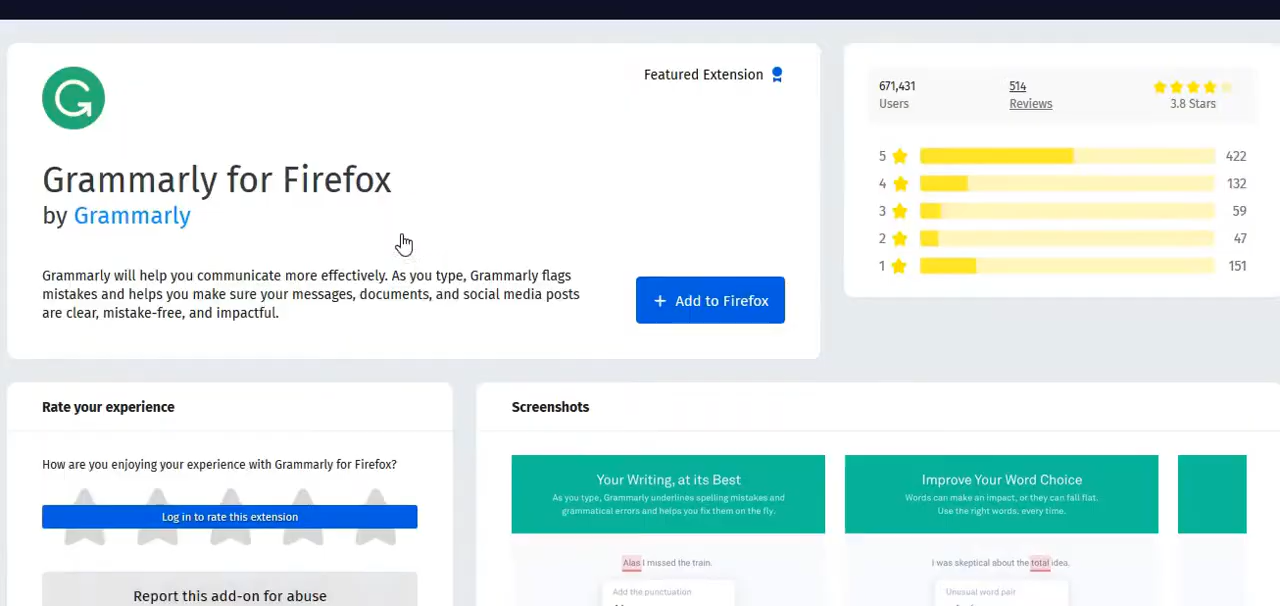 Featured Extension
Grammarly for Firefox
by Grammarly
Grammarly will help you communicate more effectively. As you type, Grammarly flags
mistakes and helps you make sure your messages, documents, and social media posts
are clear, mistake-free, and impactful.
+ Add to Firefox
671,431
Users
514
Reviews
3.8 Stars
5 422
4 132
3 59
2 47
1 151
Rate your experience
How are you enjoying your experience with Grammarly for Firefox?
Log in to rate this extension
Report this add-on for abuse
Screenshots
Your Writing, at its Best
As you type, Grammarly underlines spelling mistakes and
grammatical errors and helps you fix them on the fly.
Alas I missed the train.
Add the punctuation
Improve Your Word Choice
Words can make an impact, or they can fall flat.
Use the right words, every time.
I was skeptical about the total idea.
Unusual word pair